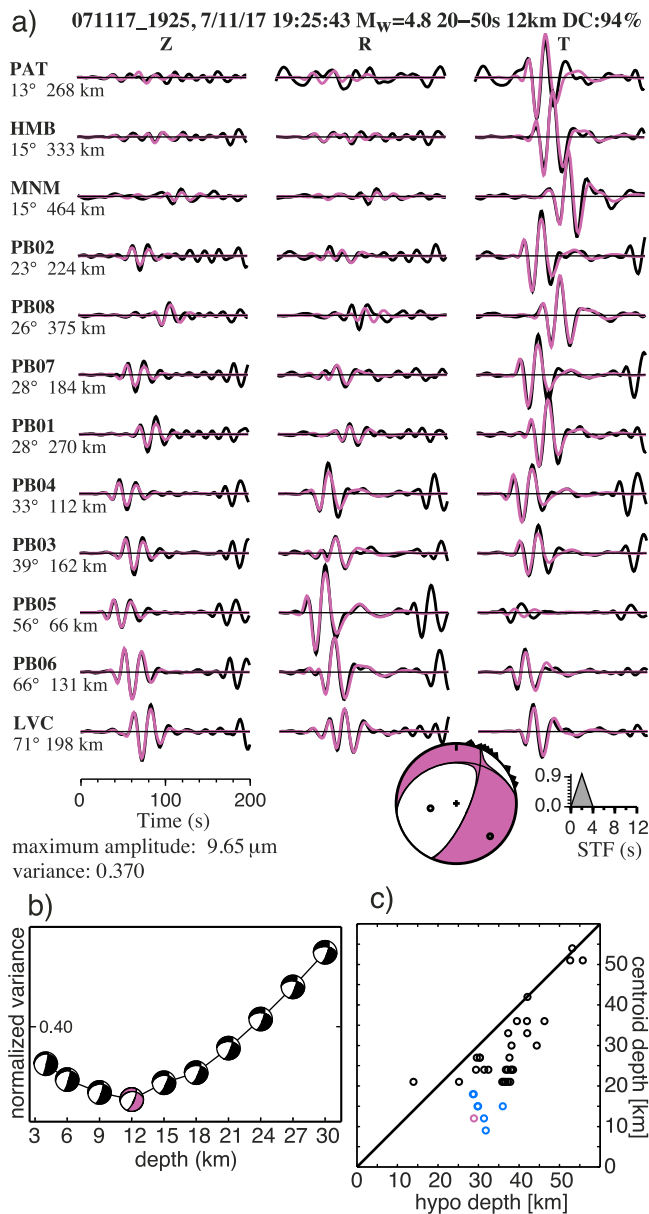 a)
071117_1925, 7/11/17 19:25:43 Mw=4.8 20–50s 12km DC:94%
Z R T
PAT
13° 268 km
HMB
15° 333 km
MNM
15° 464 km
PB02
23° 224 km
PB08
26° 375 km
PB07
28° 184 km
PB01
28° 270 km
PB04
33° 112 km
PB03
39° 162 km
PB05
56° 66 km
PB06
66° 131 km
LVC
71° 198 km
0 200
Time (s)
0.9
0.0
0 4 8 12
STF (s)
maximum amplitude: 9.65 µm
variance: 0.370
b)
normalized variance
0.40
3 6 9 12 15 18 21 24 27 30
depth (km)
c)
50
40
30
20
10
0
centroid depth [km]
0 10 20 30 40 50
hypo depth [km]